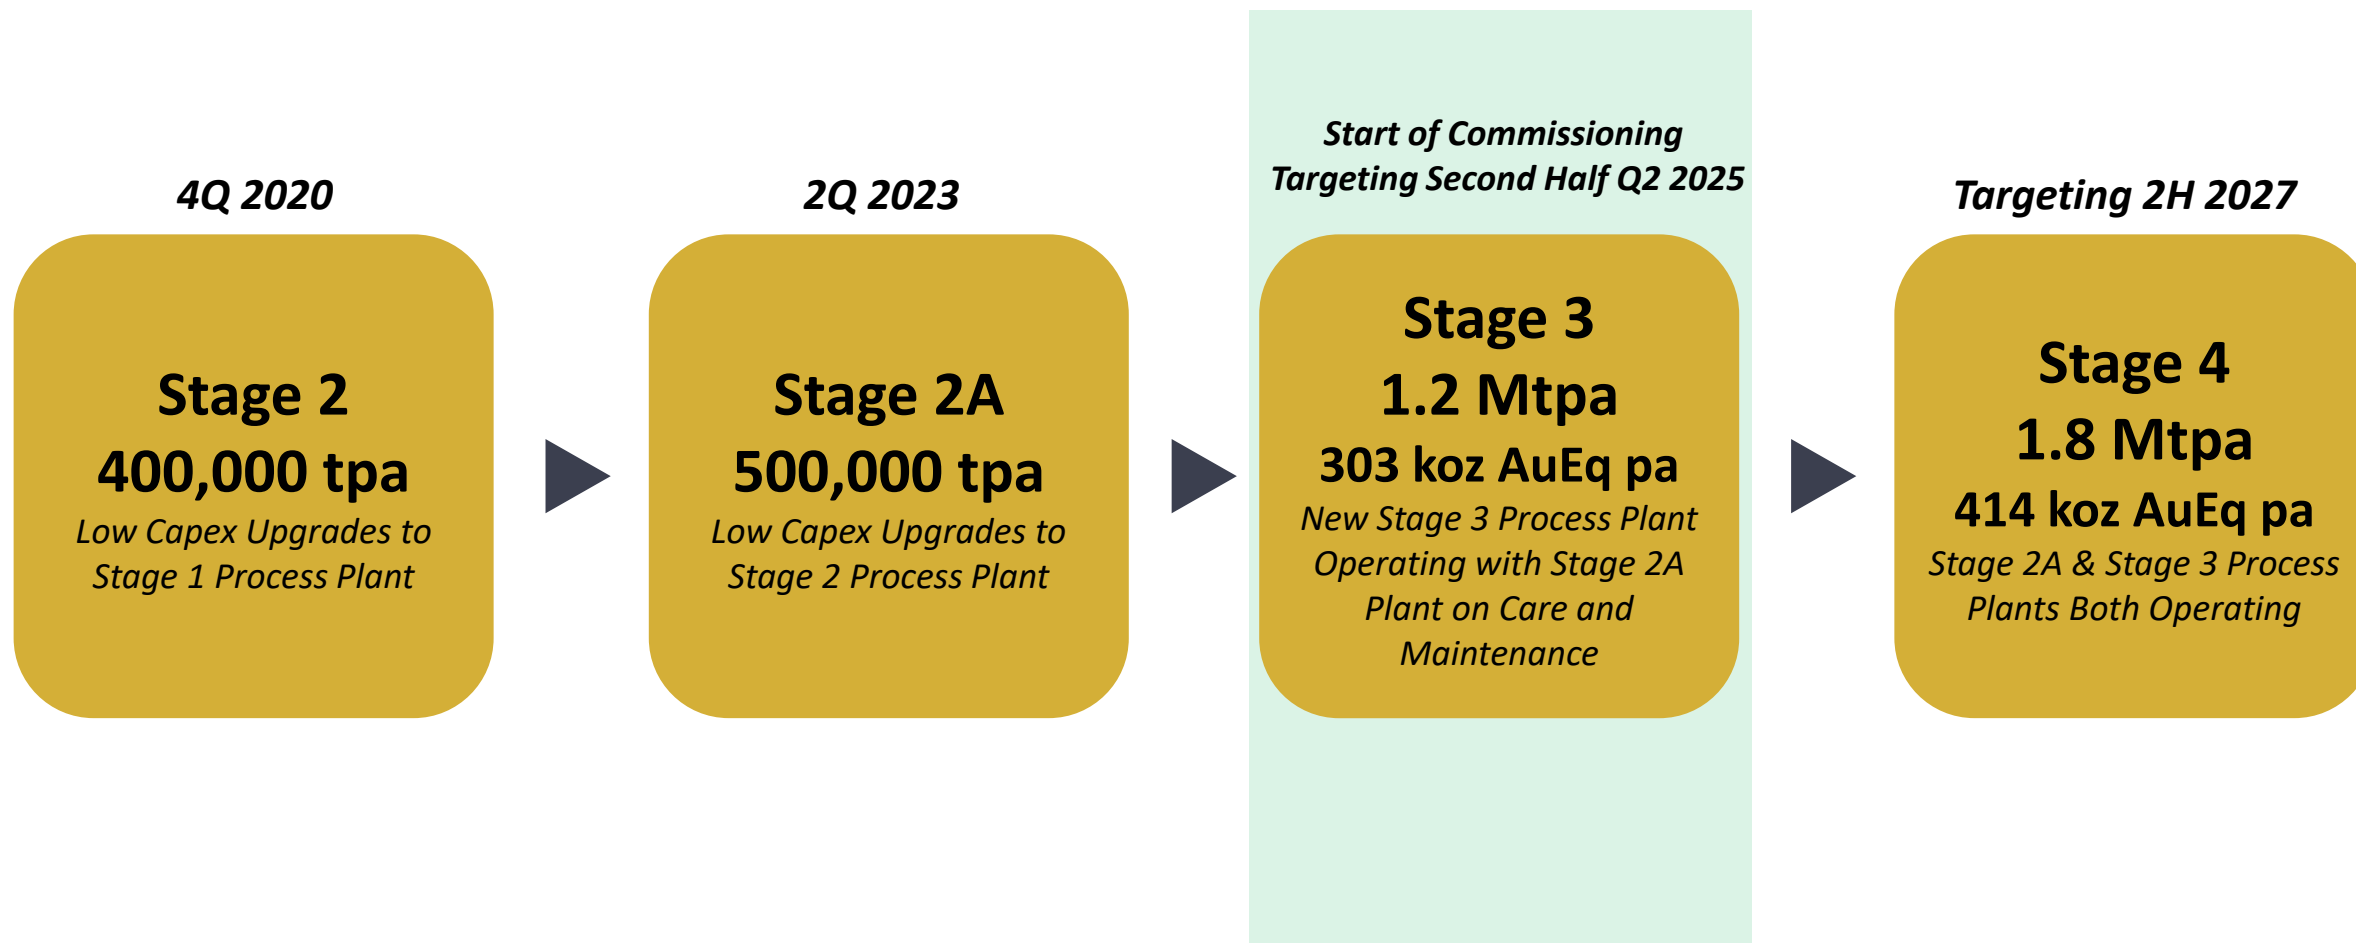 4Q 2020
Stage 2
400,000 tpa
Low Capex Upgrades to
Stage 1 Process Plant
2Q 2023
Stage 2A
500,000 tpa
Low Capex Upgrades to
Stage 2 Process Plant
Start of Commissioning
Targeting Second Half Q2 2025
Stage 3
1.2 Mtpa
303 koz AuEq pa
New Stage 3 Process Plant
Operating with Stage 2A
Plant on Care and
Maintenance
Targeting 2H 2027
Stage 4
1.8 Mtpa
414 koz AuEq pa
Stage 2A & Stage 3 Process
Plants Both Operating